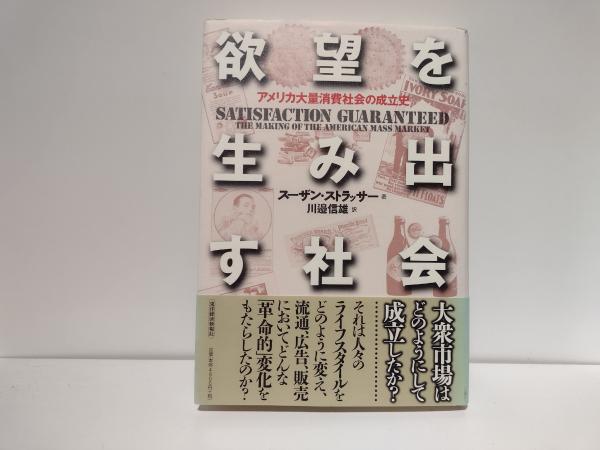 欲望を
アメリカ大量消費社会の成立史
SATISFACTION GUARANTEED
THE MAKING OF THE AMERICAN MASS MARKET
生み出
スーザン・ストラッサー 著
川邉信雄 訳
す社会
IVORY SOAP
FLOATS
大衆市場は
どのようにして
成立したか?
それは人々の
ライフスタイルを
どのように変え、
流通、広告、販売
において、どんな
「革命的」変化を
もたらしたのか?
東洋経済新報社